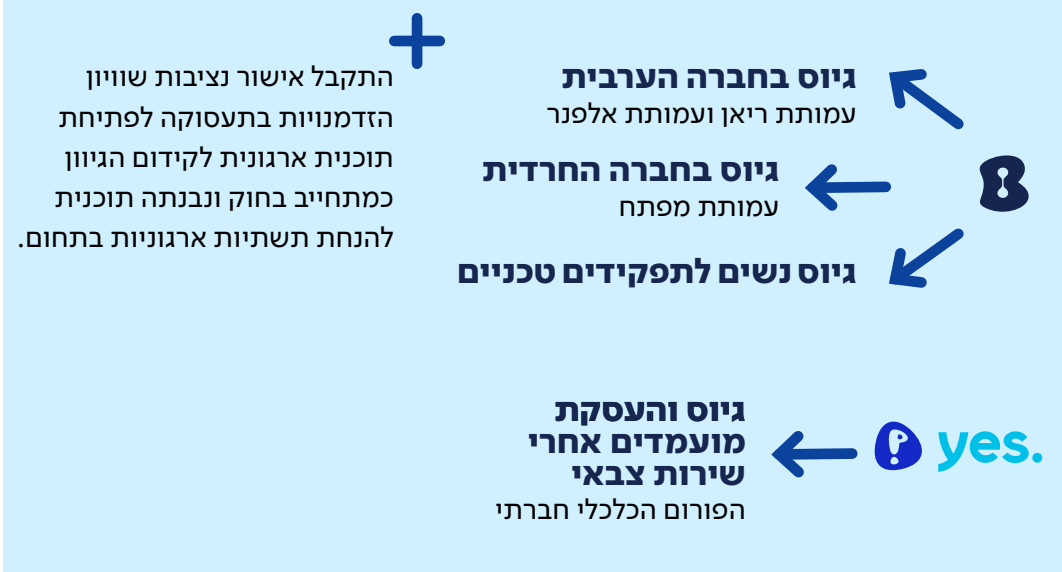 גיוס בחברה הערבית
עמותת ריאן ועמותת אלפנר
גיוס בחברה החרדית
עמותת מפתח
גיוס נשים לתפקידים טכניים
התקבל אישור נציבות שוויון
הזדמנויות בתעסוקה לפתיחת
תוכנית ארגונית לקידום הגיוון
כמתחייב בחוק ונבנתה תוכנית
להנחת תשתיות ארגוניות בתחום.
yes.
גיוס והעסקת
מועמדים אחרי
שירות צבאי
הפורום הכלכלי חברתי